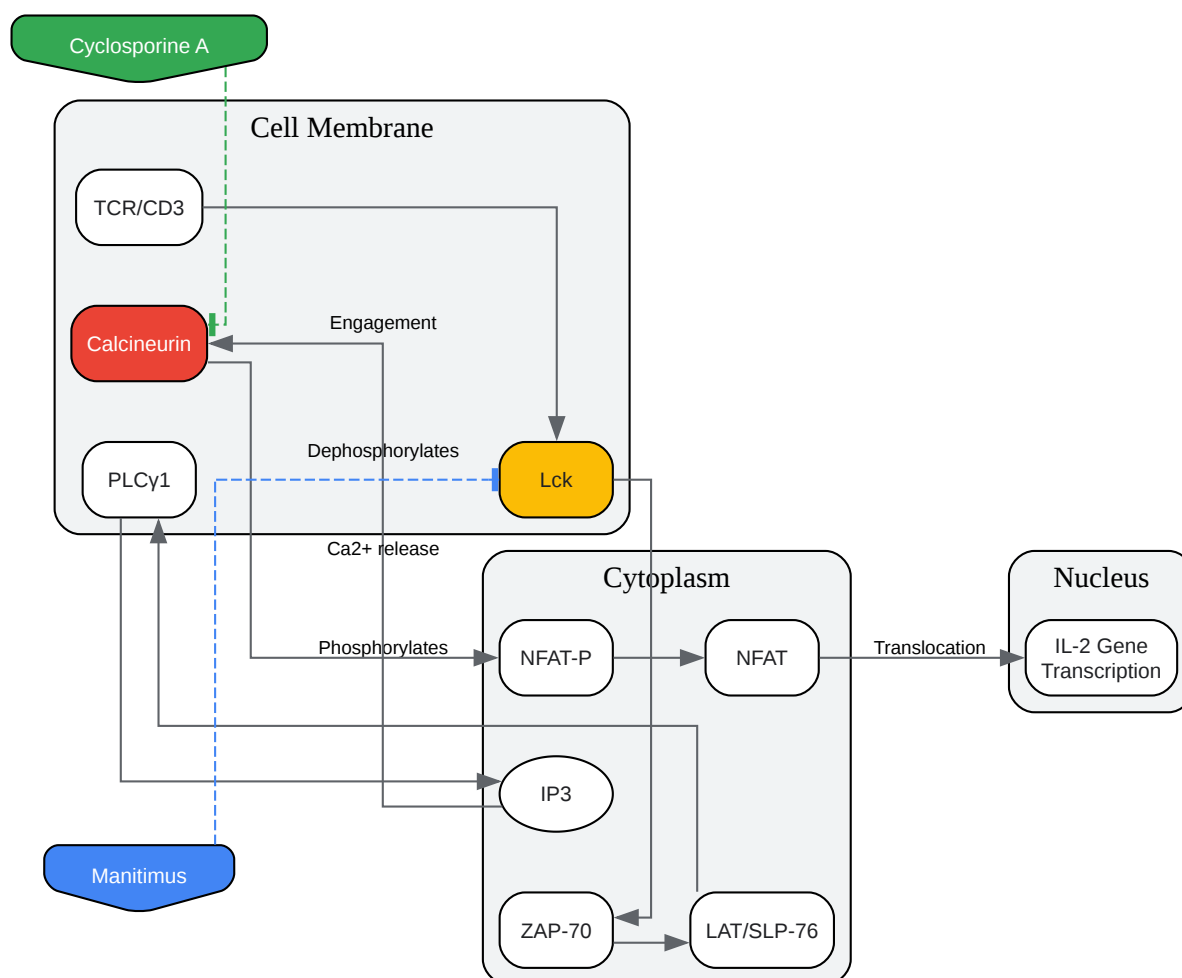 Cyclosporine A
Cell Membrane
TCR/CD3
Calcineurin
Engagement
Dephosphorylates
PLCγ1
Lck
Ca2+ release
Cytoplasm
Nucleus
Phosphorylates
NFAT-P
NFAT
Translocation
IL-2 Gene
Transcription
IP3
Manitimus
ZAP-70
LAT/SLP-76